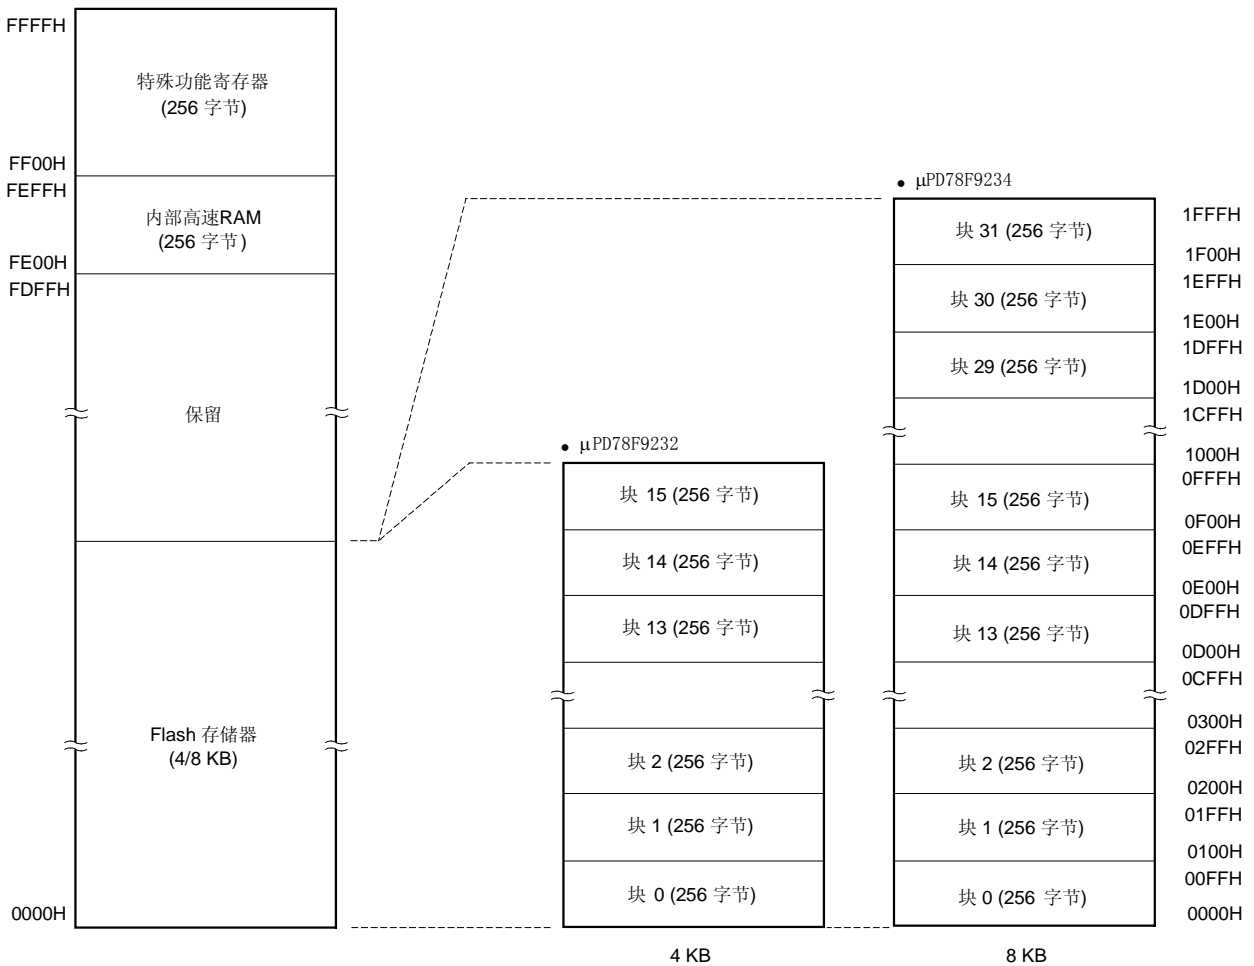 FFFFH
特殊功能寄存器
(256 字节)
FF00H
FEFFH
内部高速RAM
(256 字节)
FE00H
FDFFH
保留
Flash 存储器
(4/8 KB)
0000H
● μPD78F9232
块 15 (256 字节)
块 14 (256 字节)
块 13 (256 字节)
块 2 (256 字节)
块 1 (256 字节)
块 0 (256 字节)
4 KB
● μPD78F9234
块 31 (256 字节)
块 30 (256 字节)
块 29 (256 字节)
块 15 (256 字节)
块 14 (256 字节)
块 13 (256 字节)
块 2 (256 字节)
块 1 (256 字节)
块 0 (256 字节)
8 KB
1FFFH
1F00H
1EFFH
1E00H
1DFFH
1D00H
1CFFH
1000H
0FFFH
0F00H
0EFFH
0E00H
0DFFH
0D00H
0CFFH
0300H
02FFH
0200H
01FFH
0100H
00FFH
0000H